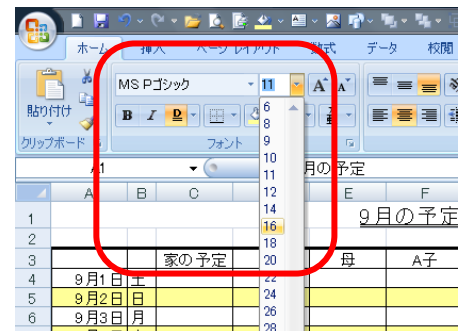 ホーム 挿入 ページ レイアウト 数式 データ 校閲
MS Pゴシック 11 A A
貼り付け B I D
クリップボード フォント
A1 月の予定
6
8
9
10
11
12
14
16
18
20
22
24
26
28
A B C E F
1 9月の予定
2
3 家の予定 母 A子
4 9月1日 土
5 9月2日 日
6 9月3日 月